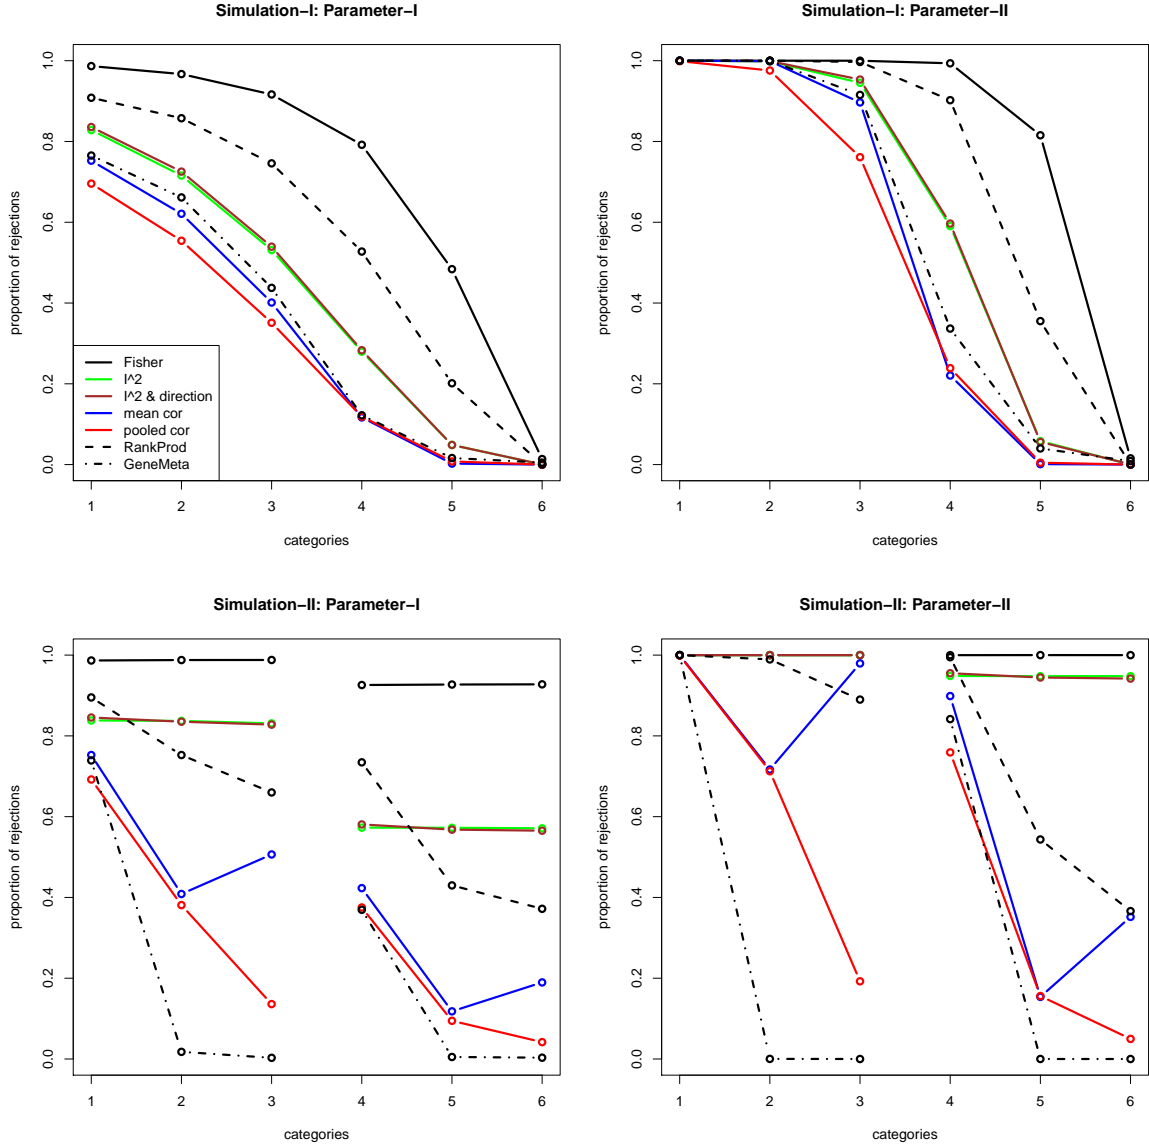 Simulation−I: Parameter−I
proportion of rejections
1.0
0.8
0.6
0.4
0.2
0.0
Fisher
I^2
I^2 & direction
mean cor
pooled cor
RankProd
GeneMeta
1 2 3 4 5 6
categories
Simulation−I: Parameter−II
proportion of rejections
1.0
0.8
0.6
0.4
0.2
0.0
1 2 3 4 5 6
categories
Simulation−II: Parameter−I
proportion of rejections
1.0
0.8
0.6
0.4
0.2
0.0
1 2 3 4 5 6
categories
Simulation−II: Parameter−II
proportion of rejections
1.0
0.8
0.6
0.4
0.2
0.0
1 2 3 4 5 6
categories